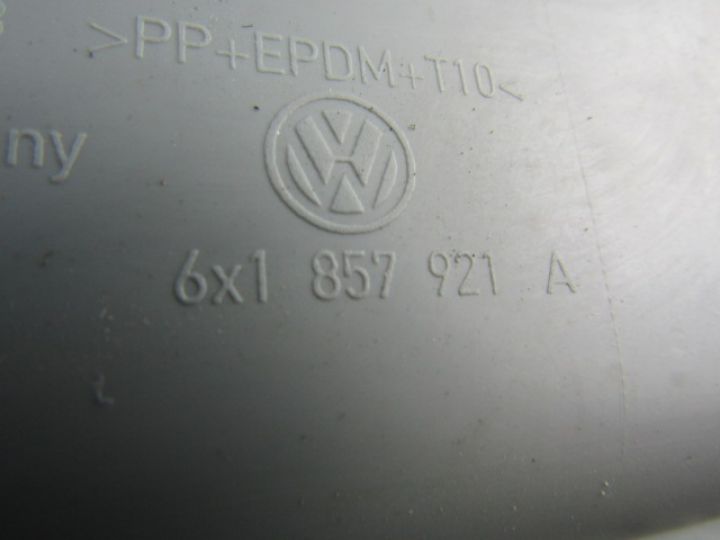 >PP+EPDM+T10<
ny
6x1 857 921 A